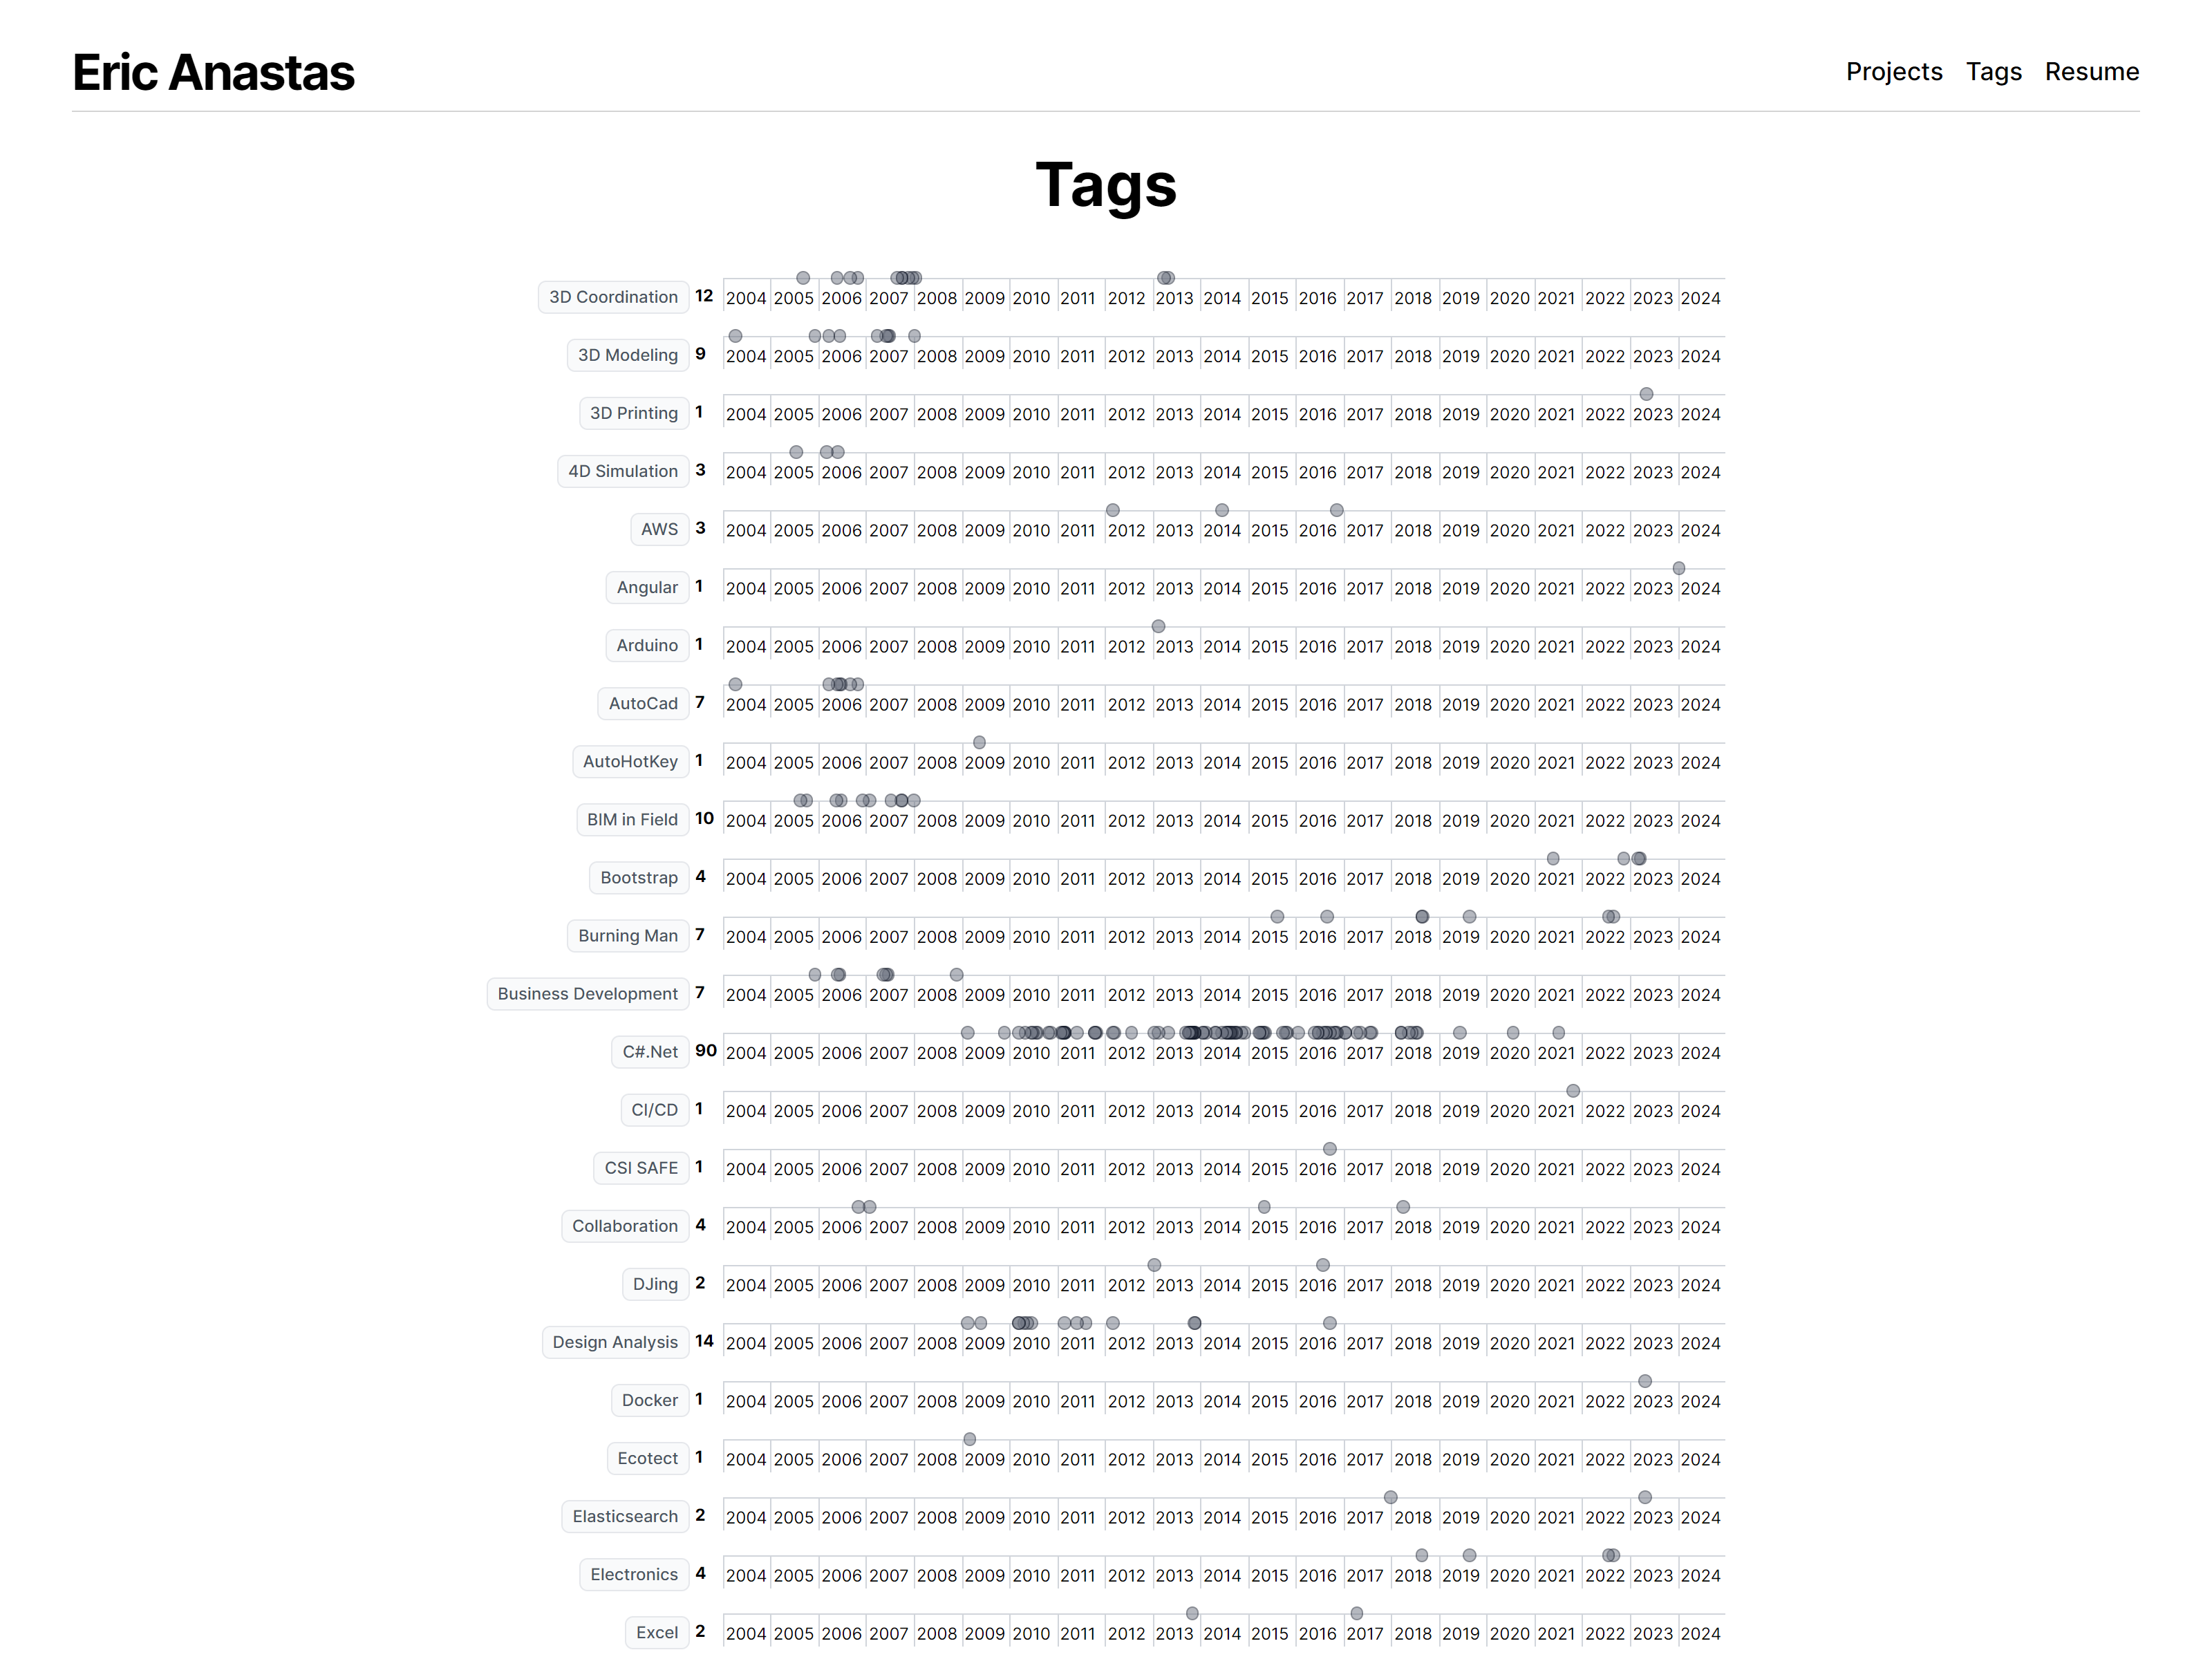 Eric Anastas
Projects Tags Resume
Tags
3D Coordination 12 2004 2005 2006 2007 2008 2009 2010 2011 2012 2013 2014 2015 2016 2017 2018 2019 2020 2021 2022 2023 2024
3D Modeling 9 2004 2005 2006 2007 2008 2009 2010 2011 2012 2013 2014 2015 2016 2017 2018 2019 2020 2021 2022 2023 2024
3D Printing 1 2004 2005 2006 2007 2008 2009 2010 2011 2012 2013 2014 2015 2016 2017 2018 2019 2020 2021 2022 2023 2024
4D Simulation 3 2004 2005 2006 2007 2008 2009 2010 2011 2012 2013 2014 2015 2016 2017 2018 2019 2020 2021 2022 2023 2024
AWS 3 2004 2005 2006 2007 2008 2009 2010 2011 2012 2013 2014 2015 2016 2017 2018 2019 2020 2021 2022 2023 2024
Angular 1 2004 2005 2006 2007 2008 2009 2010 2011 2012 2013 2014 2015 2016 2017 2018 2019 2020 2021 2022 2023 2024
Arduino 1 2004 2005 2006 2007 2008 2009 2010 2011 2012 2013 2014 2015 2016 2017 2018 2019 2020 2021 2022 2023 2024
AutoCad 7 2004 2005 2006 2007 2008 2009 2010 2011 2012 2013 2014 2015 2016 2017 2018 2019 2020 2021 2022 2023 2024
AutoHotKey 1 2004 2005 2006 2007 2008 2009 2010 2011 2012 2013 2014 2015 2016 2017 2018 2019 2020 2021 2022 2023 2024
BIM in Field 10 2004 2005 2006 2007 2008 2009 2010 2011 2012 2013 2014 2015 2016 2017 2018 2019 2020 2021 2022 2023 2024
Bootstrap 4 2004 2005 2006 2007 2008 2009 2010 2011 2012 2013 2014 2015 2016 2017 2018 2019 2020 2021 2022 2023 2024
Burning Man 7 2004 2005 2006 2007 2008 2009 2010 2011 2012 2013 2014 2015 2016 2017 2018 2019 2020 2021 2022 2023 2024
Business Development 7 2004 2005 2006 2007 2008 2009 2010 2011 2012 2013 2014 2015 2016 2017 2018 2019 2020 2021 2022 2023 2024
C#.Net 90 2004 2005 2006 2007 2008 2009 2010 2011 2012 2013 2014 2015 2016 2017 2018 2019 2020 2021 2022 2023 2024
CI/CD 1 2004 2005 2006 2007 2008 2009 2010 2011 2012 2013 2014 2015 2016 2017 2018 2019 2020 2021 2022 2023 2024
CSI SAFE 1 2004 2005 2006 2007 2008 2009 2010 2011 2012 2013 2014 2015 2016 2017 2018 2019 2020 2021 2022 2023 2024
Collaboration 4 2004 2005 2006 2007 2008 2009 2010 2011 2012 2013 2014 2015 2016 2017 2018 2019 2020 2021 2022 2023 2024
DJing 2 2004 2005 2006 2007 2008 2009 2010 2011 2012 2013 2014 2015 2016 2017 2018 2019 2020 2021 2022 2023 2024
Design Analysis 14 2004 2005 2006 2007 2008 2009 2010 2011 2012 2013 2014 2015 2016 2017 2018 2019 2020 2021 2022 2023 2024
Docker 1 2004 2005 2006 2007 2008 2009 2010 2011 2012 2013 2014 2015 2016 2017 2018 2019 2020 2021 2022 2023 2024
Ecotect 1 2004 2005 2006 2007 2008 2009 2010 2011 2012 2013 2014 2015 2016 2017 2018 2019 2020 2021 2022 2023 2024
Elasticsearch 2 2004 2005 2006 2007 2008 2009 2010 2011 2012 2013 2014 2015 2016 2017 2018 2019 2020 2021 2022 2023 2024
Electronics 4 2004 2005 2006 2007 2008 2009 2010 2011 2012 2013 2014 2015 2016 2017 2018 2019 2020 2021 2022 2023 2024
Excel 2 2004 2005 2006 2007 2008 2009 2010 2011 2012 2013 2014 2015 2016 2017 2018 2019 2020 2021 2022 2023 2024